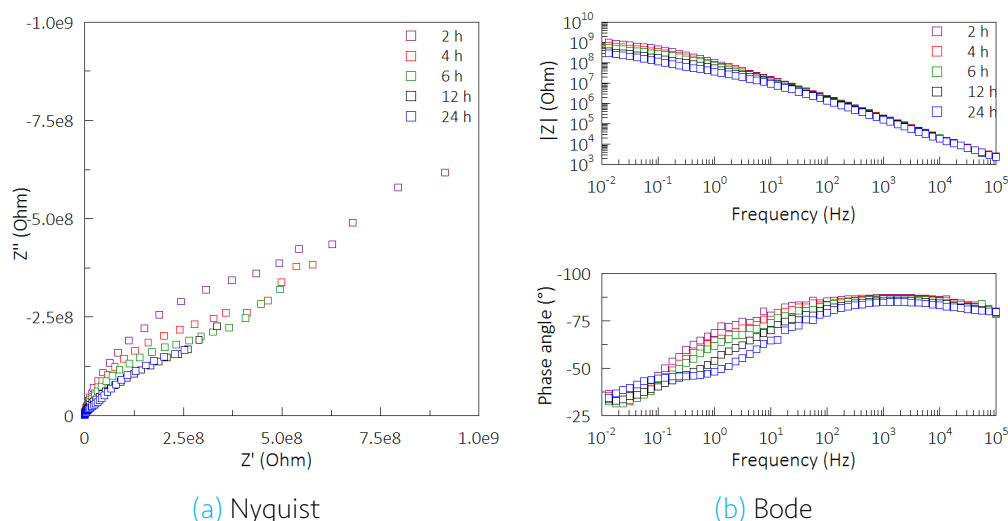 -1.0e9
-7.5e8
-5.0e8
-2.5e8
0
Z'' (Ohm)
2 h
4 h
6 h
12 h
24 h
0
2.5e8
5.0e8
7.5e8
1.0e9
Z' (Ohm)
(a) Nyquist
10^10
10^9
10^8
10^7
10^6
10^5
10^4
10^3
|Z| (Ohm)
2 h
4 h
6 h
12 h
24 h
10^-2
10^-1
10^0
10^1
10^2
10^3
10^4
10^5
Frequency (Hz)
-100
-75
-50
-25
Phase angle (°)
10^-2
10^-1
10^0
10^1
10^2
10^3
10^4
10^5
Frequency (Hz)
(b) Bode